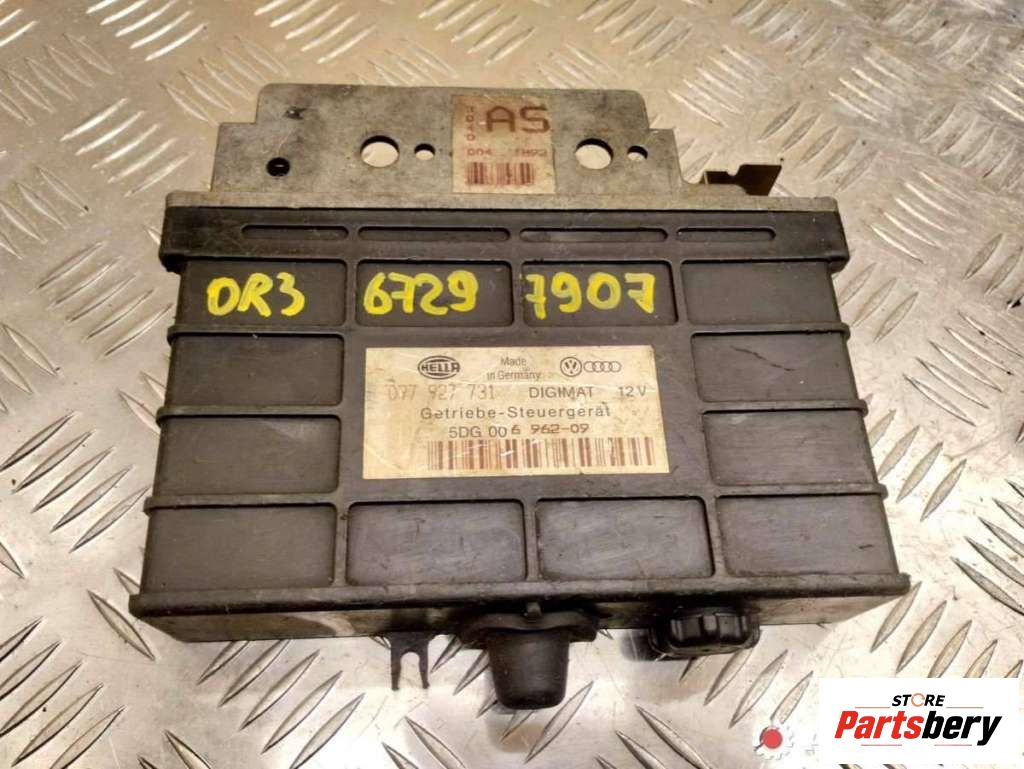 AS
004
OR3 6729 7907
HELLA
Made
in Germany
077 927 731 DIGIMAT 12V
Getriebe-Steuergerät
5DG 006 962-09
STORE
Partsbery